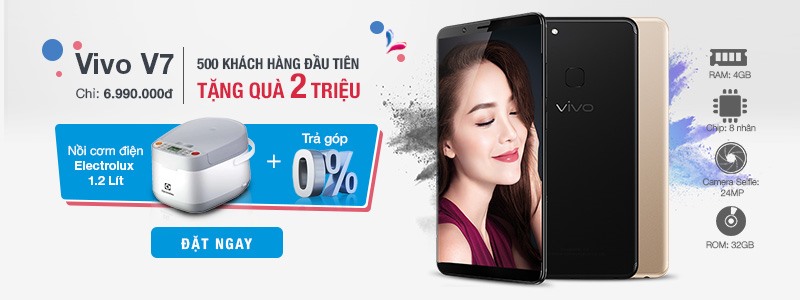 Vivo V7
Chỉ: 6.990.000đ
500 KHÁCH HÀNG ĐẦU TIÊN
TẶNG QUÀ 2 TRIỆU
Nồi cơm điện
Electrolux
1.2 Lít
+
Trả góp
0%
ĐẶT NGAY
vivo
RAM: 4GB
Chip: 8 nhân
Camera Selfie:
24MP
ROM: 32GB